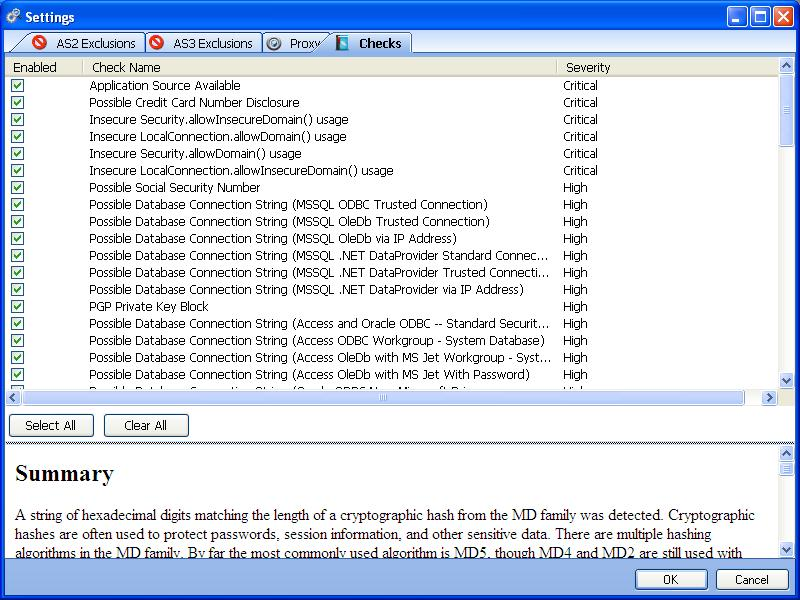 Settings
AS2 Exclusions AS3 Exclusions Proxy Checks
Enabled Check Name Severity
Application Source Available Critical
Possible Credit Card Number Disclosure Critical
Insecure Security.allowInsecureDomain() usage Critical
Insecure LocalConnection.allowDomain() usage Critical
Insecure Security.allowDomain() usage Critical
Insecure LocalConnection.allowInsecureDomain() usage Critical
Possible Social Security Number High
Possible Database Connection String (MSSQL ODBC Trusted Connection) High
Possible Database Connection String (MSSQL OleDb Trusted Connection) High
Possible Database Connection String (MSSQL OleDb via IP Address) High
Possible Database Connection String (MSSQL .NET DataProvider Standard Connec... High
Possible Database Connection String (MSSQL .NET DataProvider Trusted Connecti... High
Possible Database Connection String (MSSQL .NET DataProvider via IP Address) High
PGP Private Key Block High
Possible Database Connection String (Access and Oracle ODBC -- Standard Securit... High
Possible Database Connection String (Access ODBC Workgroup - System Database) High
Possible Database Connection String (Access OleDb with MS Jet Workgroup - Syst... High
Possible Database Connection String (Access OleDb with MS Jet With Password) High
Select All Clear All
Summary
A string of hexadecimal digits matching the length of a cryptographic hash from the MD family was detected. Cryptographic
hashes are often used to protect passwords, session information, and other sensitive data. There are multiple hashing
algorithms in the MD family. By far the most commonly used algorithm is MD5, though MD4 and MD2 are still used with
OK Cancel